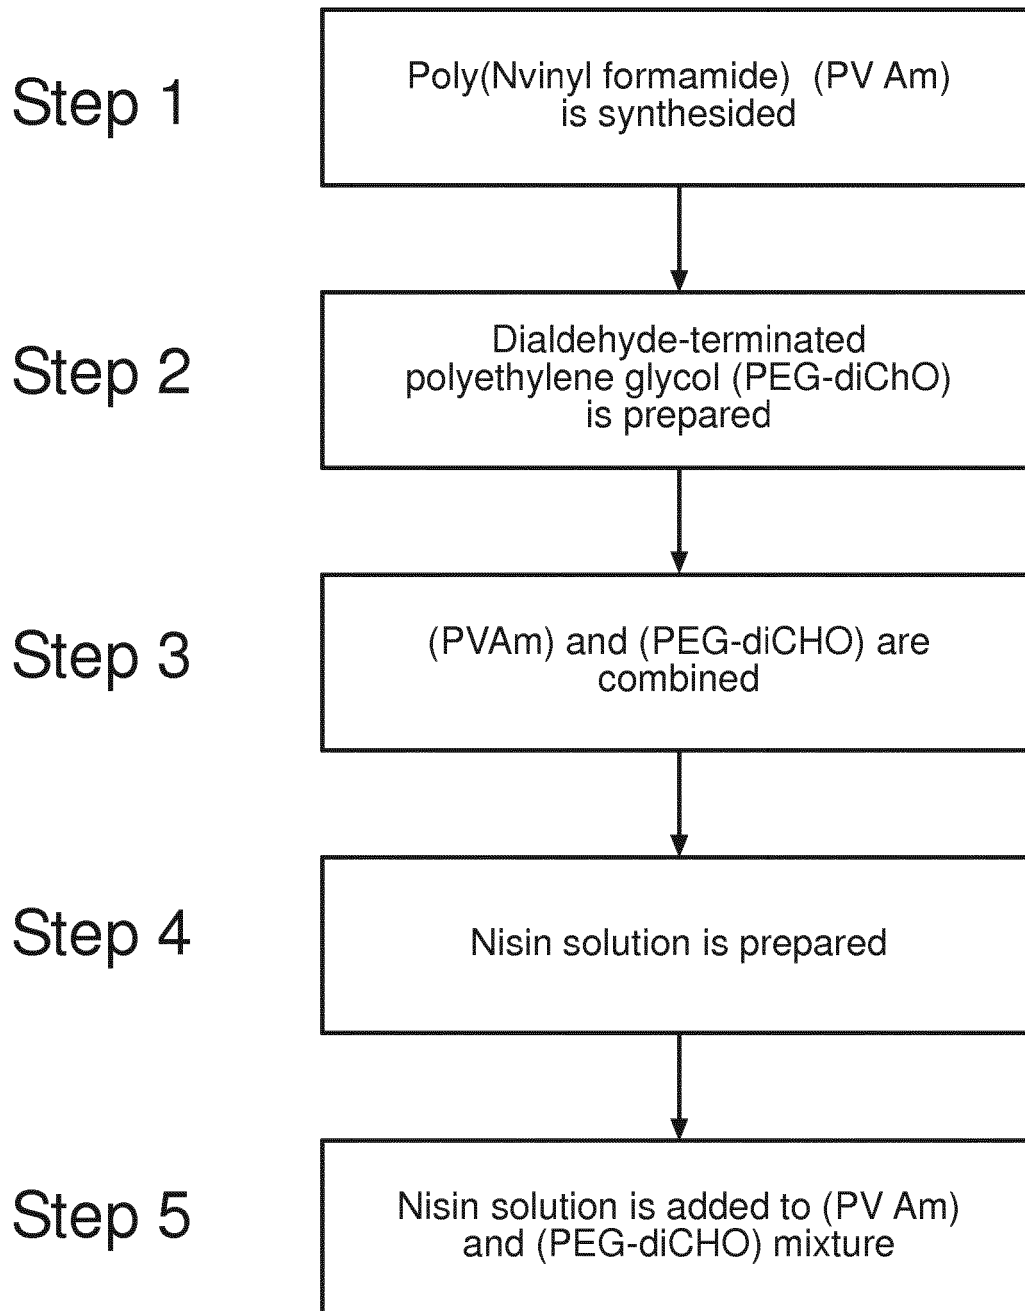 Step 1
Poly(Nvinyl formamide) (PV Am)
is synthesided
Step 2
Dialdehyde-terminated
polyethylene glycol (PEG-diChO)
is prepared
Step 3
(PVAm) and (PEG-diCHO) are
combined
Step 4
Nisin solution is prepared
Step 5
Nisin solution is added to (PV Am)
and (PEG-diCHO) mixture